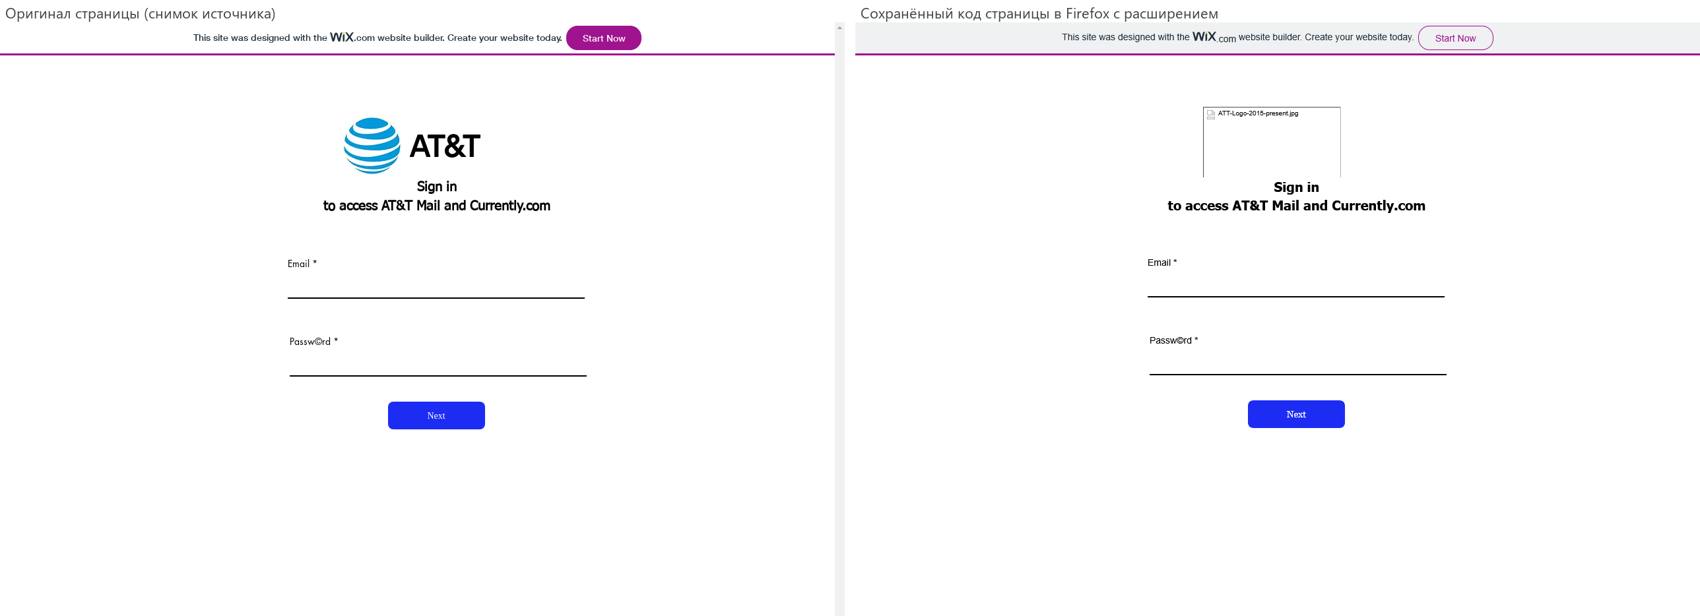 Оригинал страницы (снимок источника)
This site was designed with the WiX.com website builder. Create your website today. Start Now
AT&T
Sign in
to access AT&T Mail and Currently.com
Email *
Passw©rd *
Next
Сохранённый код страницы в Firefox с расширением
This site was designed with the WiX.com website builder. Create your website today. Start Now
ATT-Logo-2015-present.jpg
Sign in
to access AT&T Mail and Currently.com
Email *
Passw©rd *
Next